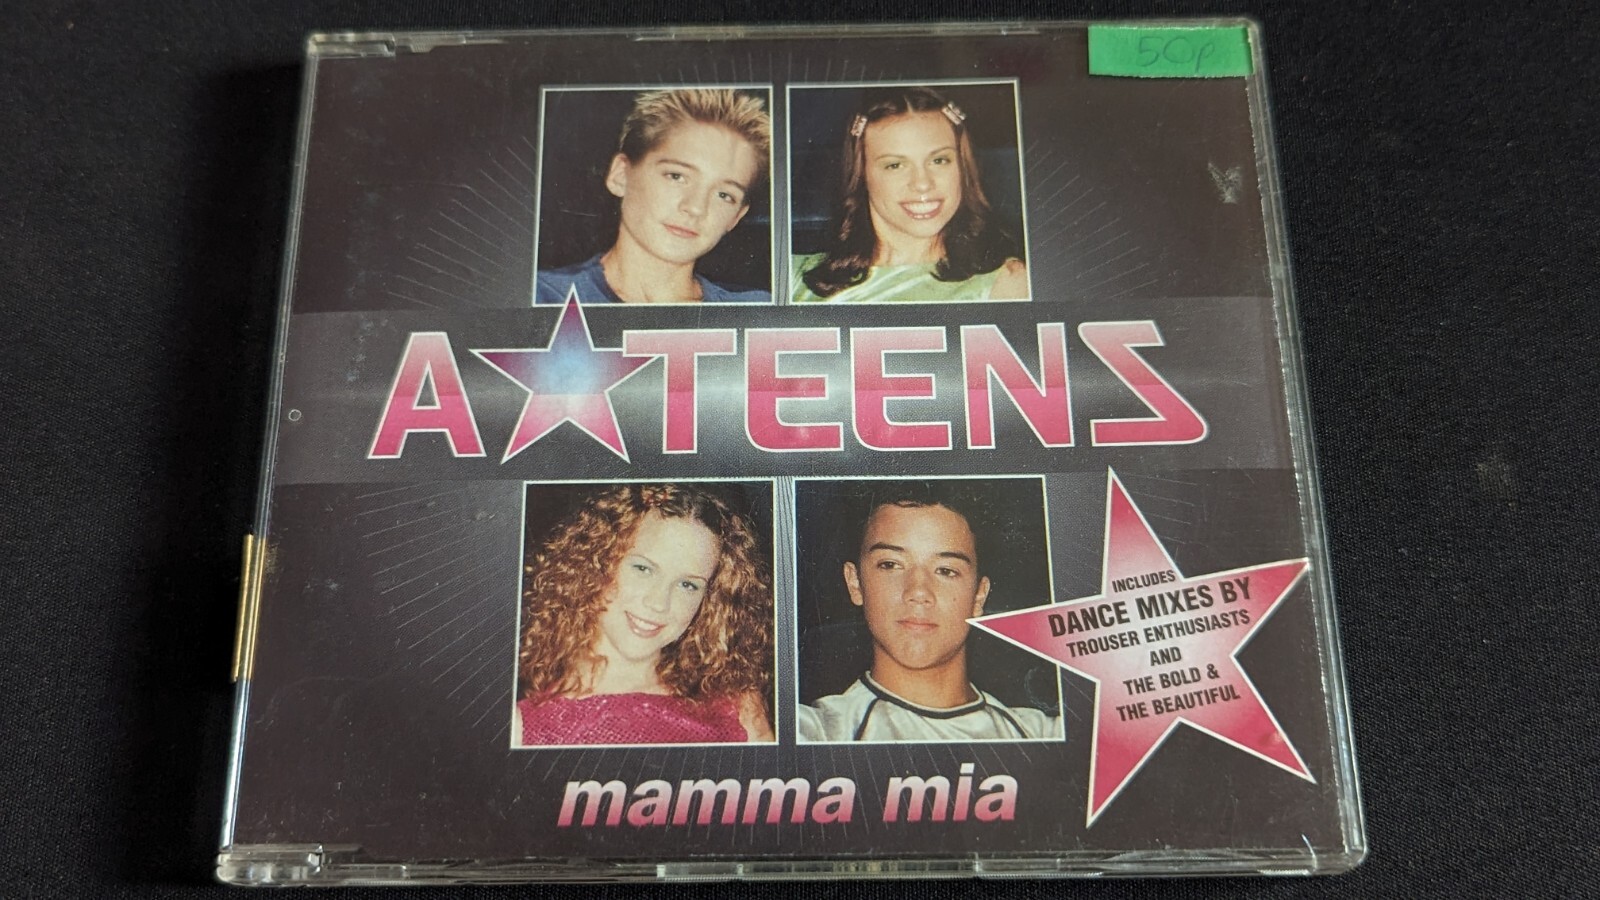 50p
A★TEENS
INCLUDES
DANCE MIXES BY
TROUSER ENTHUSIASTS
AND
THE BOLD &
THE BEAUTIFUL
mamma mia